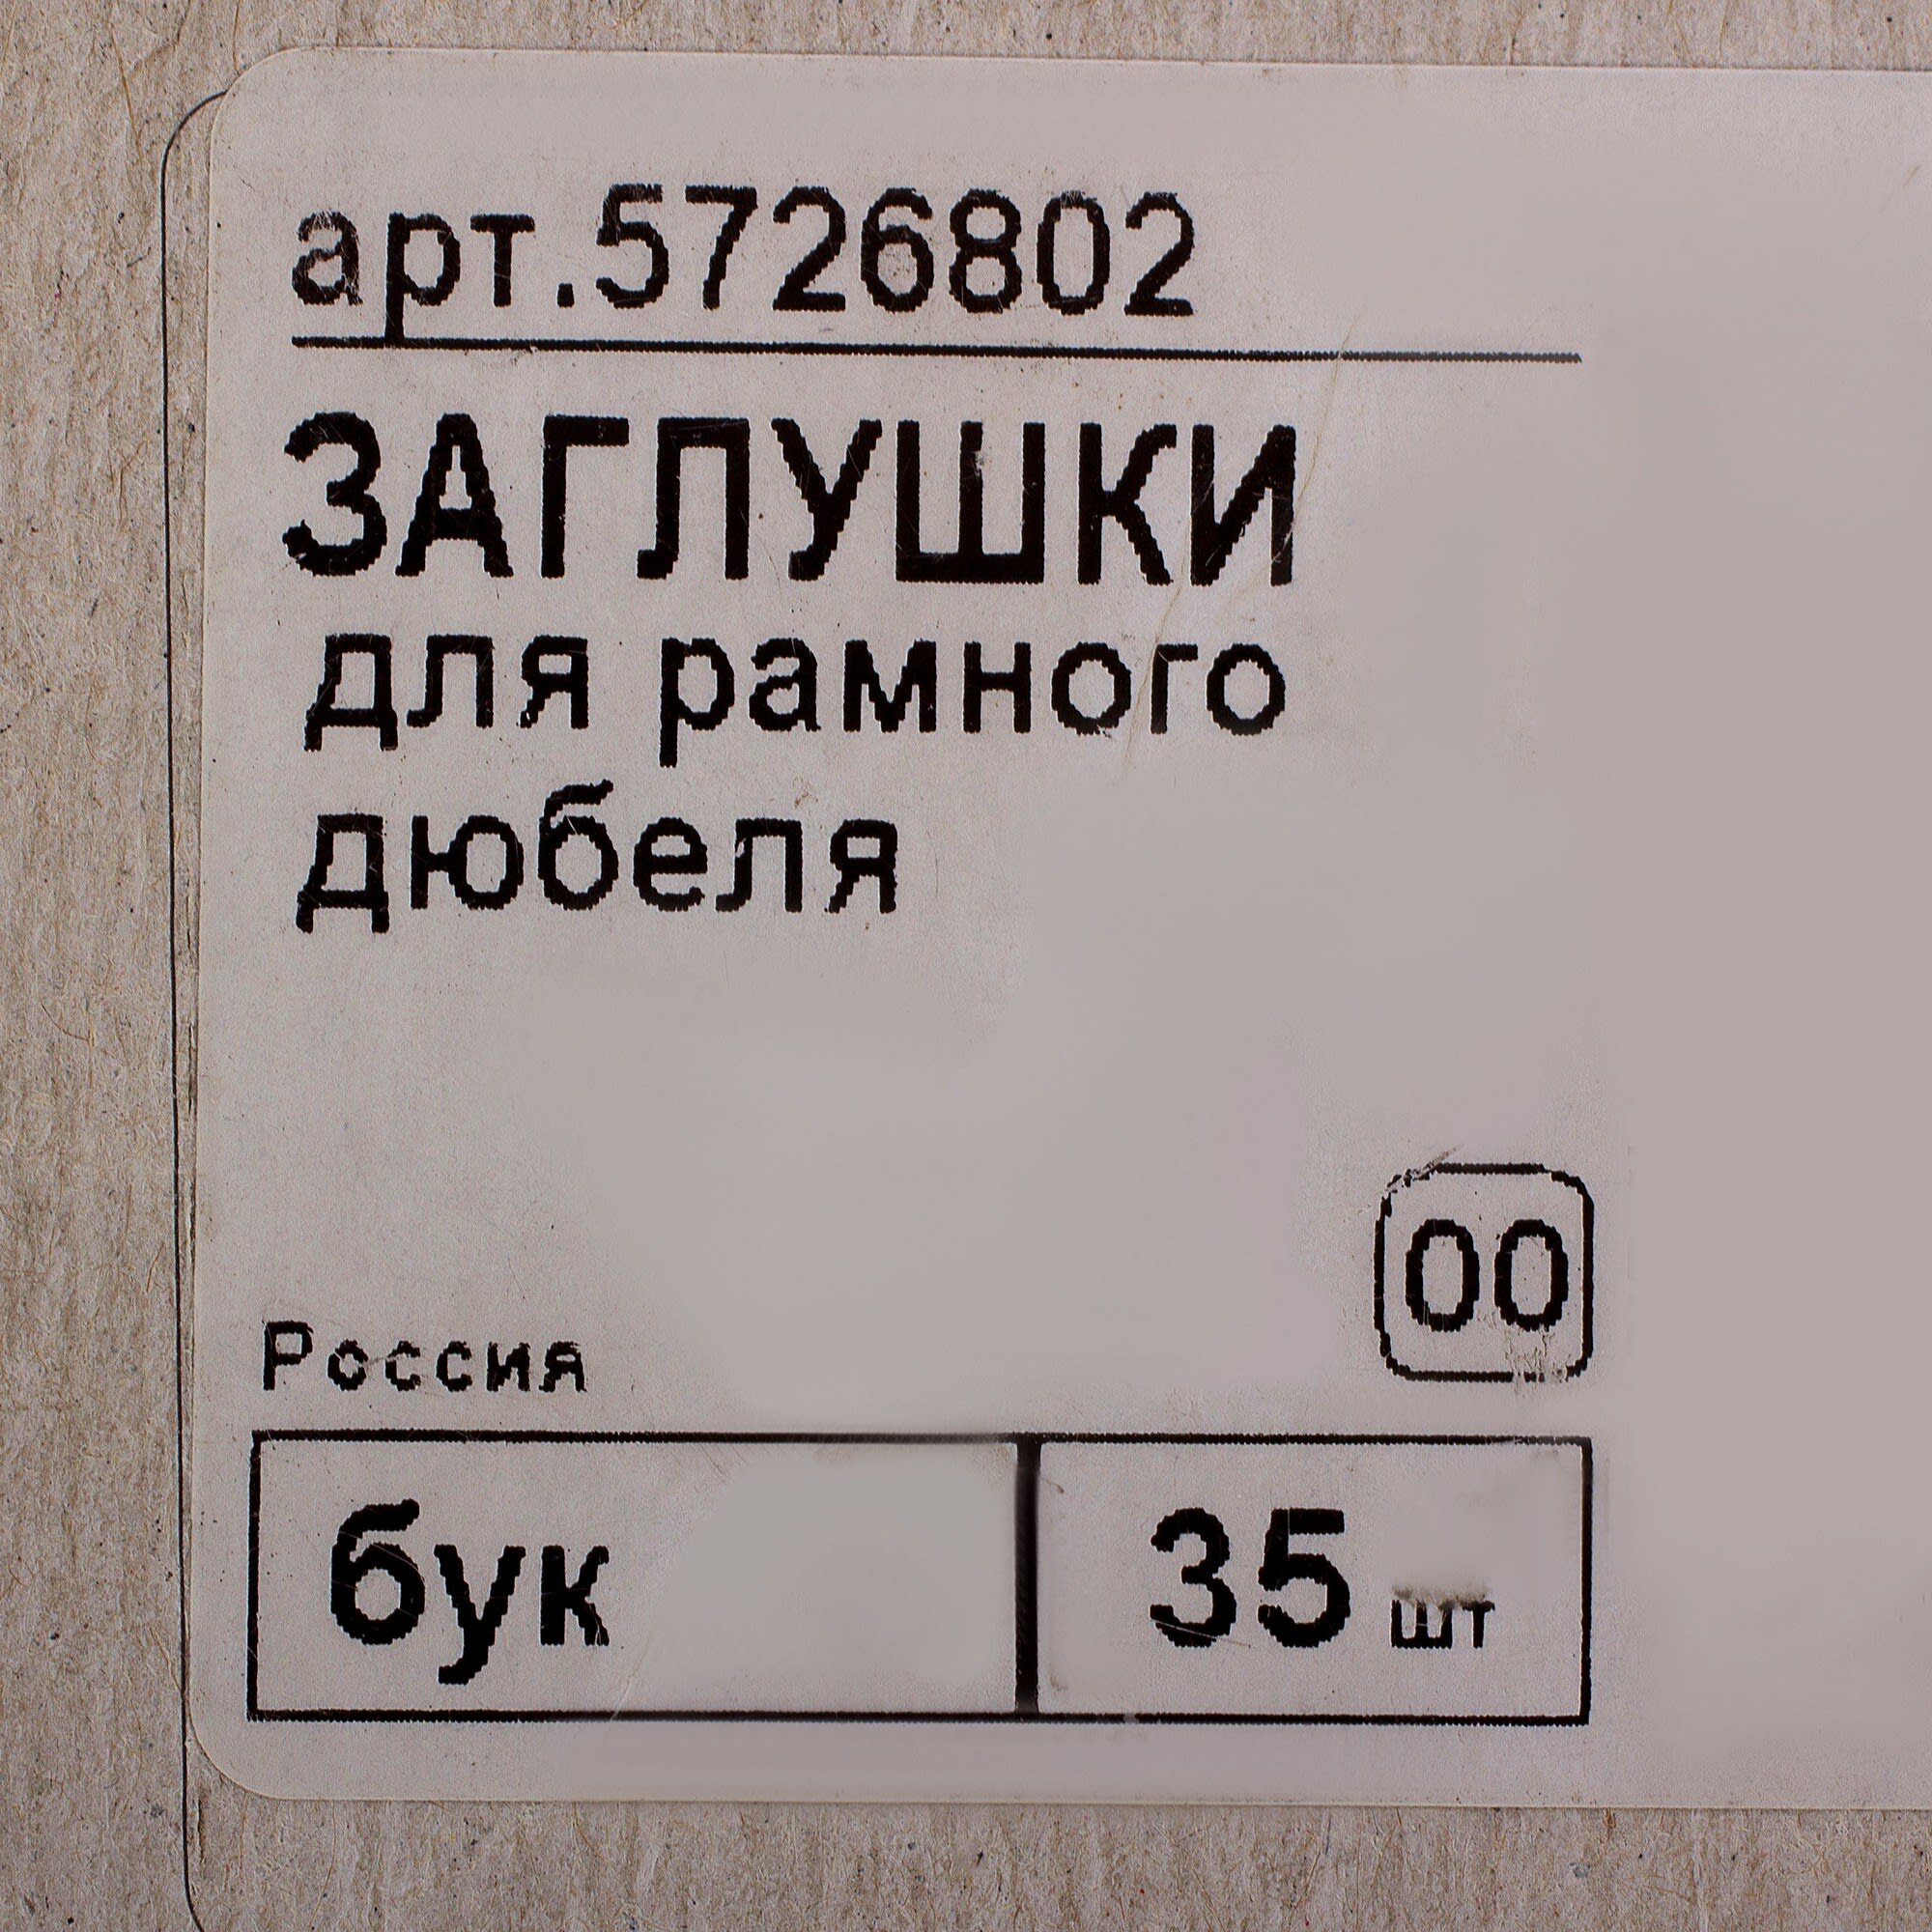 арт.5726802
ЗАГЛУШКИ
для рамного
дюбеля
00
Россия
бук
35 шт